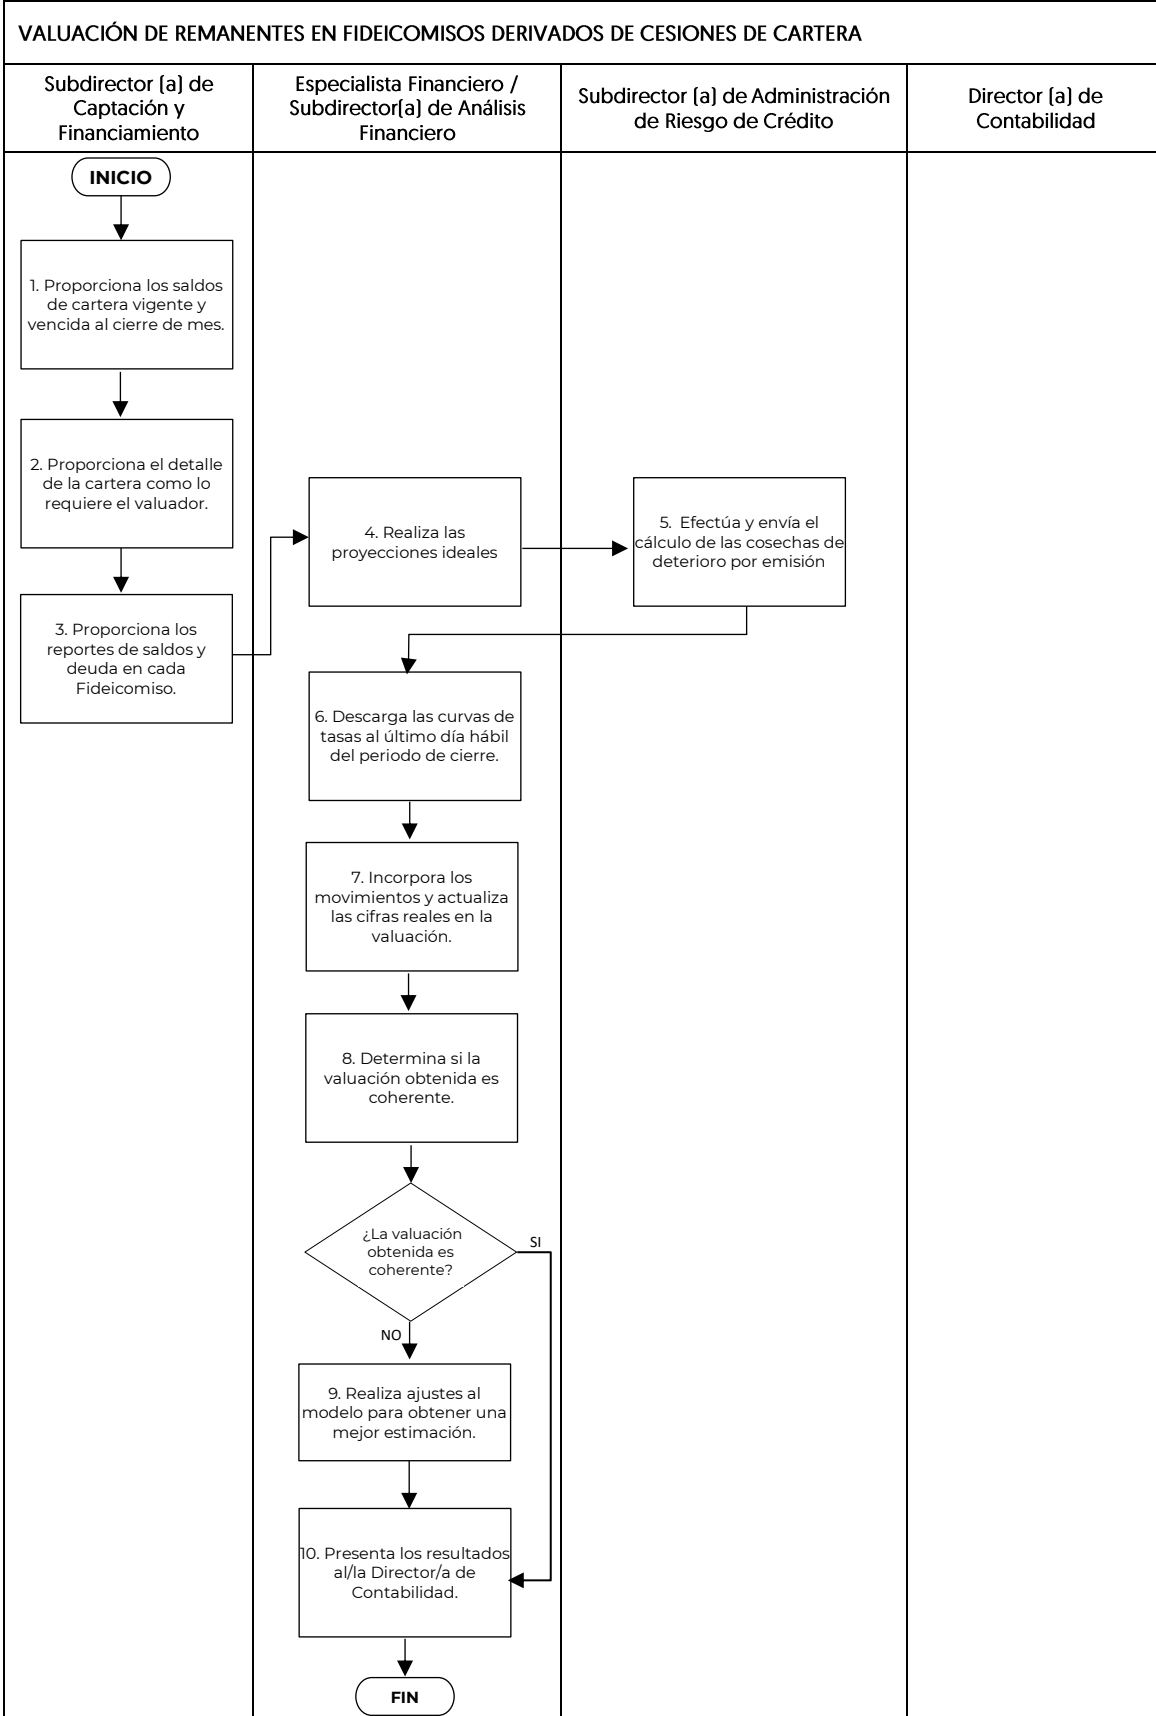 VALUACIÓN DE REMANENTES EN FIDEICOMISOS DERIVADOS DE CESIONES DE CARTERA
Subdirector (a) de
Captación y
Financiamiento
Especialista Financiero /
Subdirector(a) de Análisis
Financiero
Subdirector (a) de Administración
de Riesgo de Crédito
Director (a) de
Contabilidad
INICIO
1. Proporciona los saldos
de cartera vigente y
vencida al cierre de mes.
2. Proporciona el detalle
de la cartera como lo
requiere el valuador.
3. Proporciona los
reportes de saldos y
deuda en cada
Fideicomiso.
4. Realiza las
proyecciones ideales
5. Efectúa y envía el
cálculo de las cosechas de
deterioro por emisión
6. Descarga las curvas de
tasas al último día hábil
del periodo de cierre.
7. Incorpora los
movimientos y actualiza
las cifras reales en la
valuación.
8. Determina si la
valuación obtenida es
coherente.
¿La valuación
obtenida es
coherente?
SI
NO
9. Realiza ajustes al
modelo para obtener una
mejor estimación.
10. Presenta los resultados
al/la Director/a de
Contabilidad.
FIN